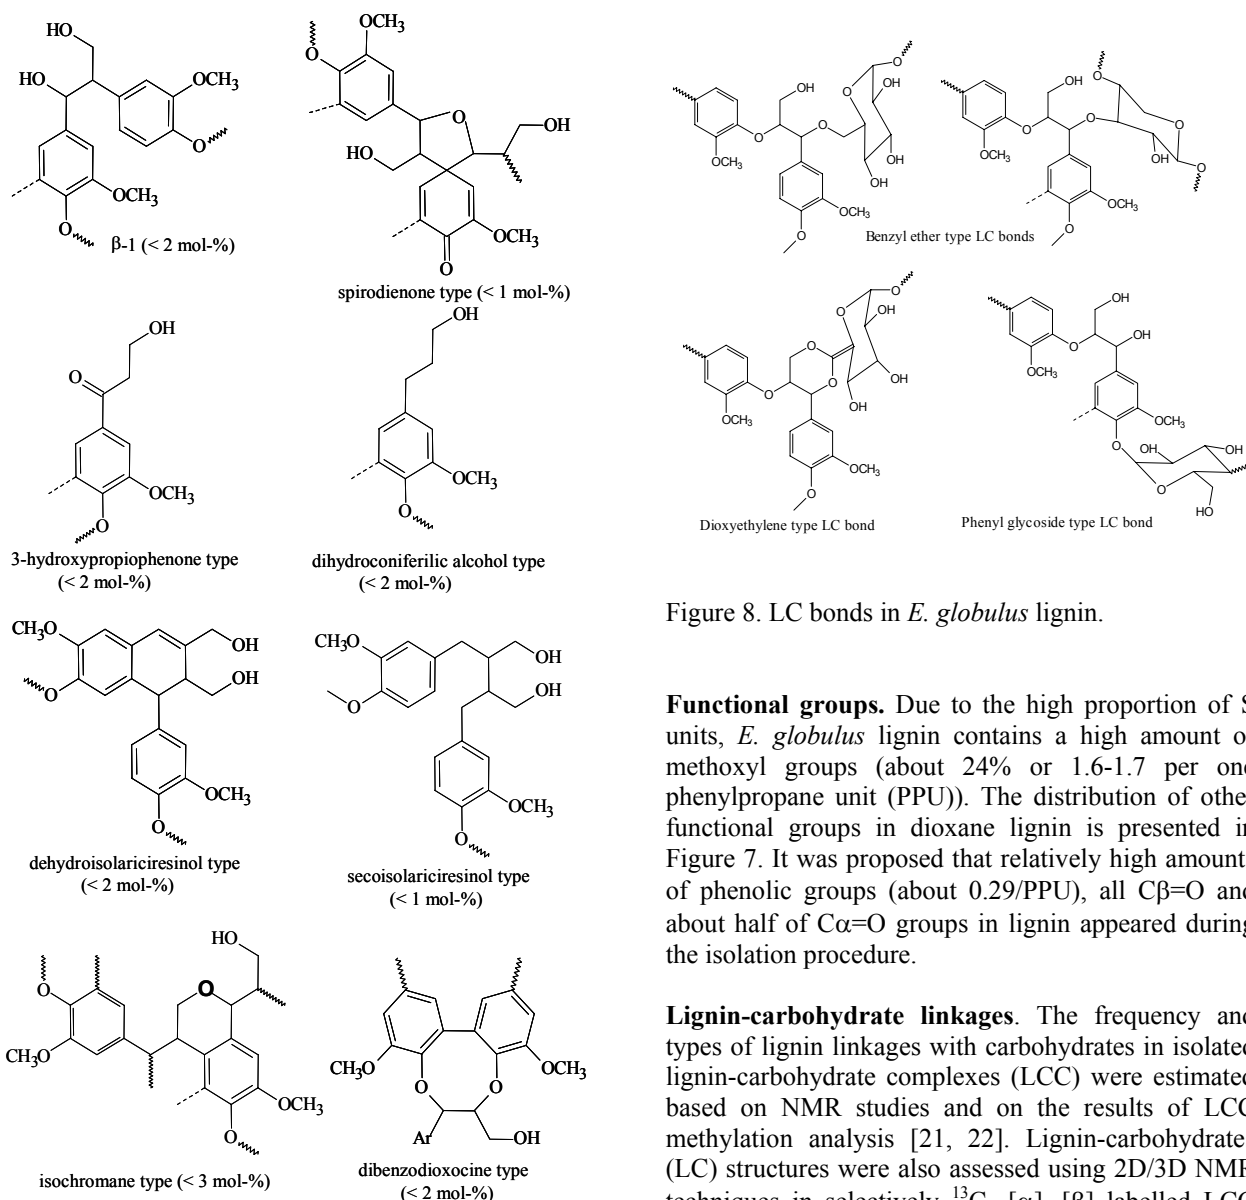 HO
HO
OCH3
O
OCH3
O
β-1 (< 2 mol-%)
OCH3
O
O
OH
HO
OCH3
O
spirodienone type (< 1 mol-%)
OH
O
OCH3
O
3-hydroxypropiophenone type
(< 2 mol-%)
OH
OCH3
O
dihydroconiferilic alcohol type
(< 2 mol-%)
CH3O
OH
OH
O
OCH3
O
dehydroisolariciresinol type
(< 2 mol-%)
CH3O
OH
OH
O
OCH3
O
secoisolariciresinol type
(< 1 mol-%)
HO
O
O
CH3O
OCH3
O
isochromane type (< 3 mol-%)
CH3O
OCH3
O
O
Ar
OH
dibenzodioxocine type
(< 2 mol-%)
O
OH
O
OH
O
O
OCH3
OH
OH
OCH3
O
O
OH
O
O
O
OCH3
OH
O
OCH3
O
Benzyl ether type LC bonds
O
O
OH
O
O
OH
O
OCH3
OH
OCH3
O
Dioxyethylene type LC bond
OH
OH
O
OCH3
OCH3
O
OH
OH
O
HO
Phenyl glycoside type LC bond
Figure 8. LC bonds in E. globulus lignin.
Functional groups. Due to the high proportion of S
units, E. globulus lignin contains a high amount o
methoxyl groups (about 24% or 1.6-1.7 per one
phenylpropane unit (PPU)). The distribution of othe
functional groups in dioxane lignin is presented in
Figure 7. It was proposed that relatively high amount
of phenolic groups (about 0.29/PPU), all Cβ=O and
about half of Cα=O groups in lignin appeared during
the isolation procedure.
Lignin-carbohydrate linkages. The frequency and
types of lignin linkages with carbohydrates in isolated
lignin-carbohydrate complexes (LCC) were estimated
based on NMR studies and on the results of LCC
methylation analysis [21, 22]. Lignin-carbohydrate
(LC) structures were also assessed using 2D/3D NMR
techniques in selectively 13C- [α], [β] labelled LCC